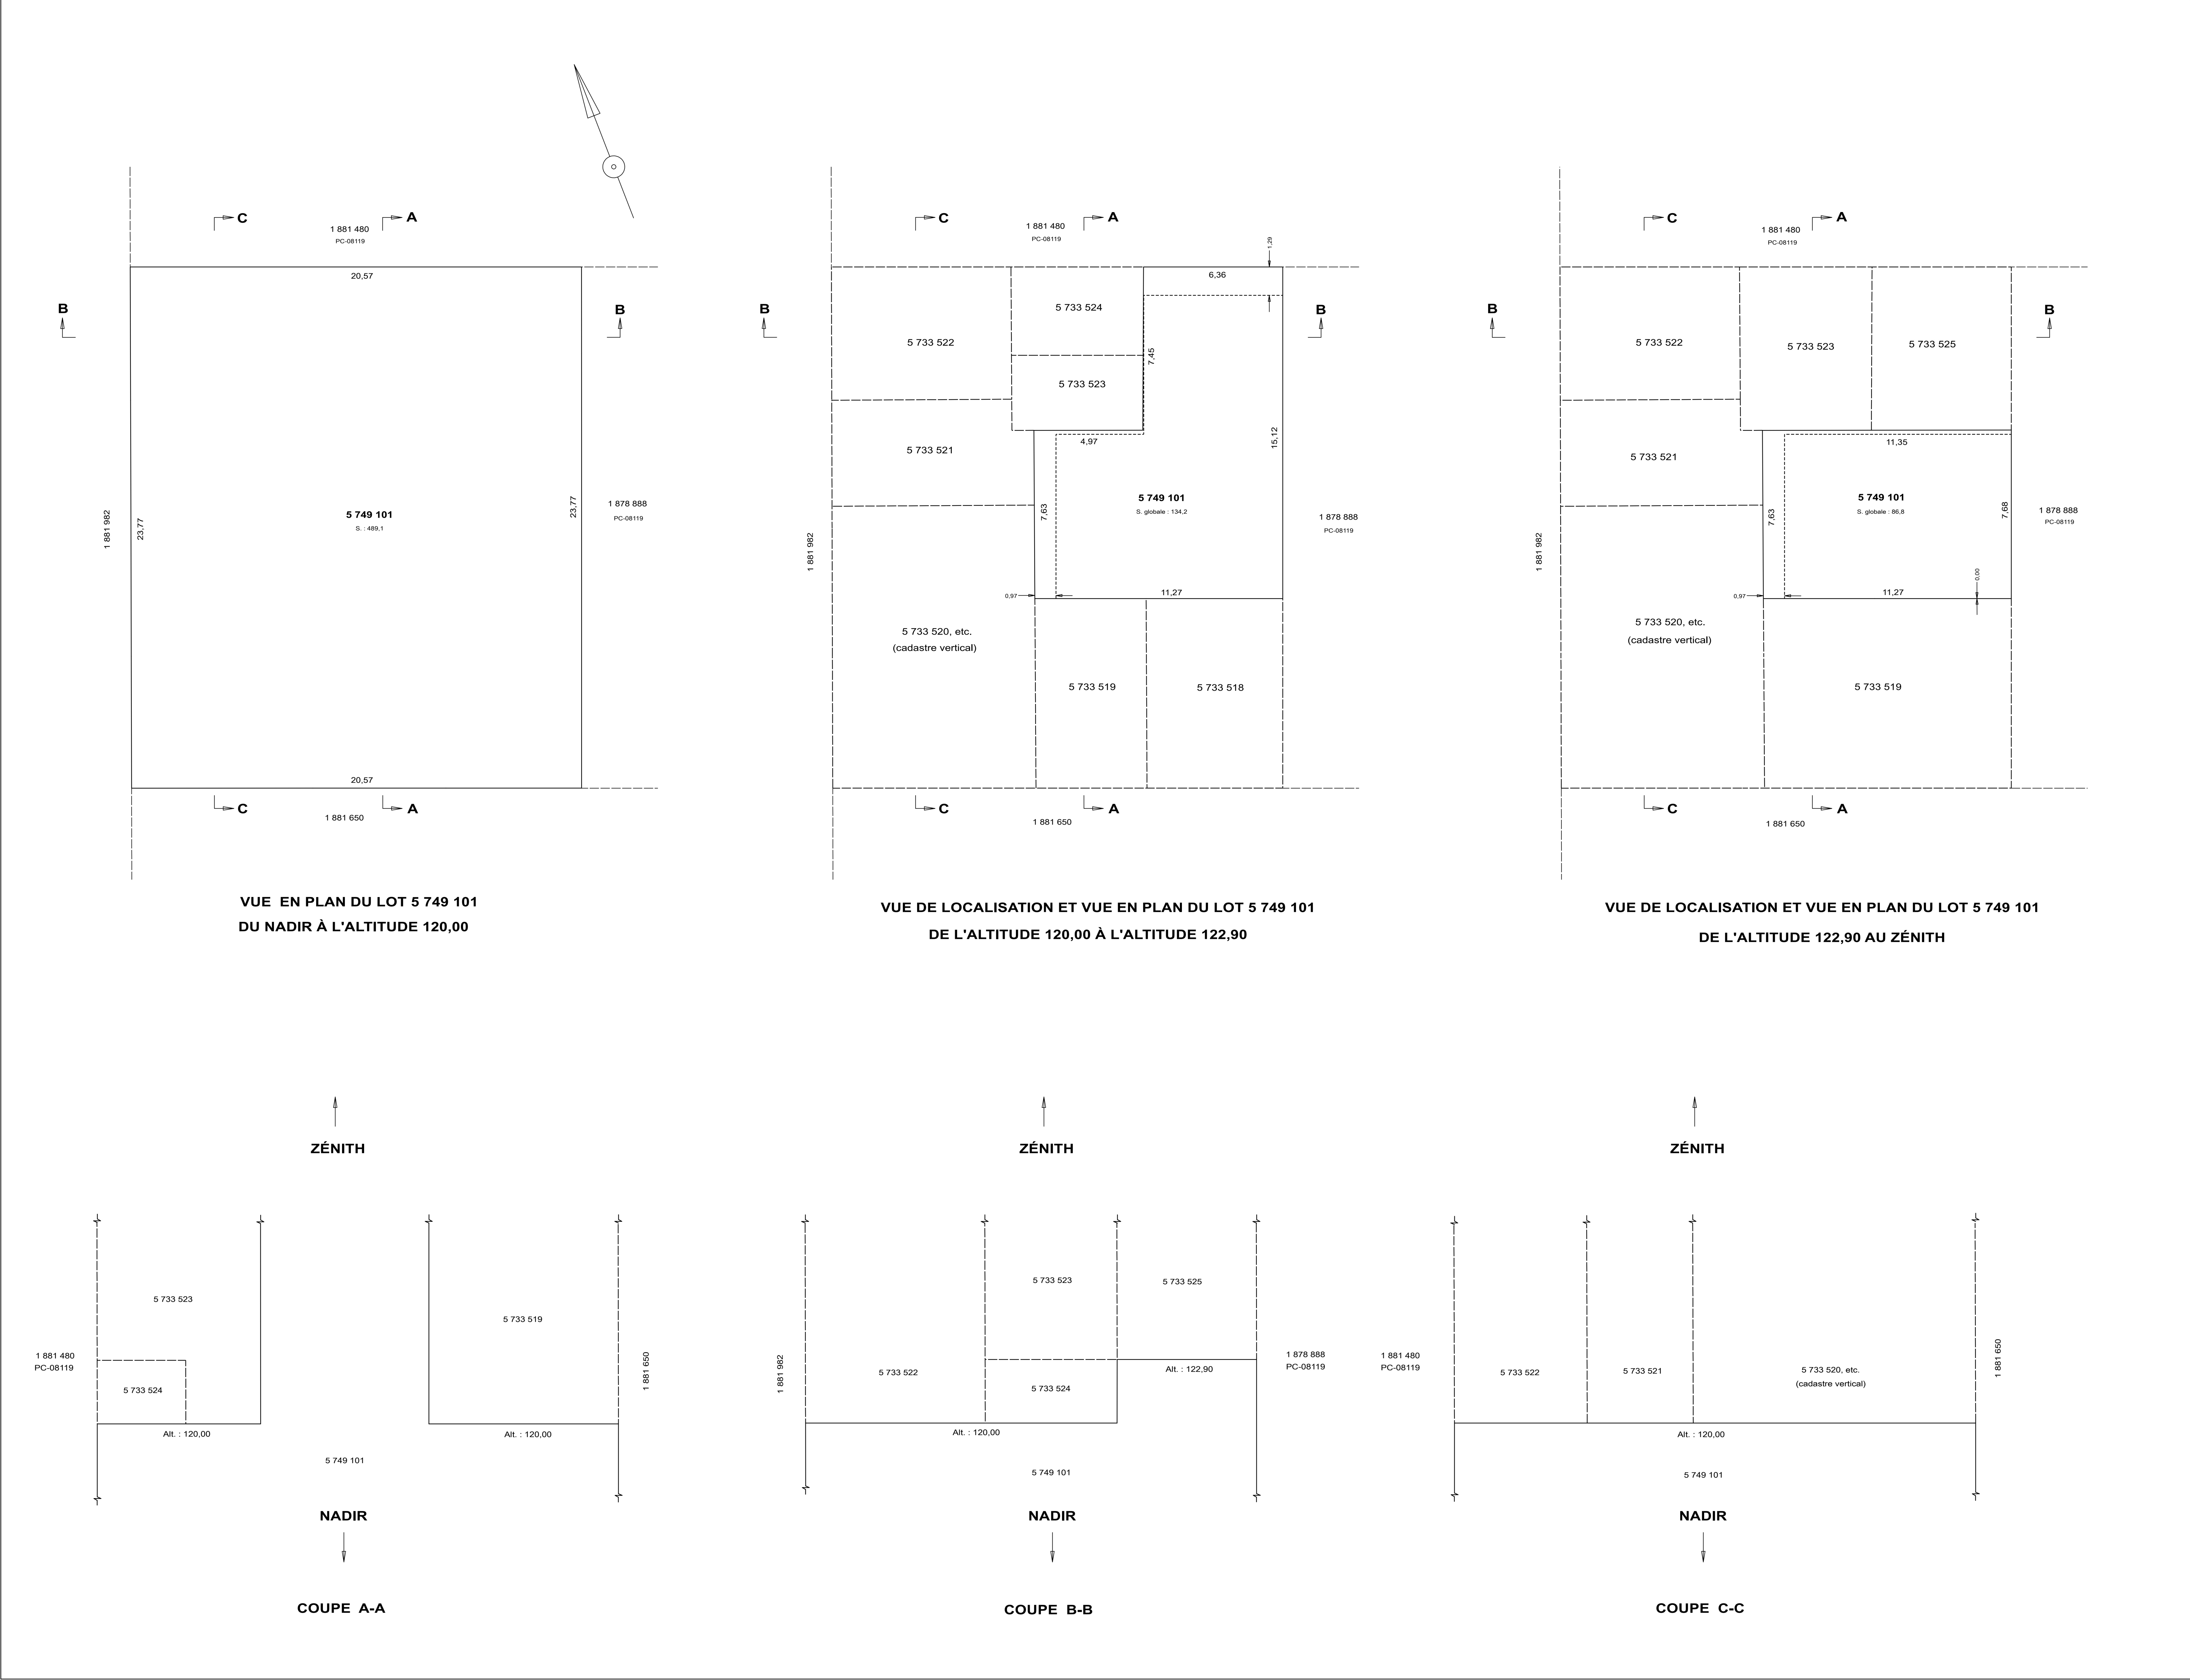 C
A
1 881 480
PC-08119
20,57
B
B
1 881 982
23,77
5 749 101
S. : 489,1
23,77
1 878 888
PC-08119
20,57
C
A
1 881 650
VUE EN PLAN DU LOT 5 749 101
DU NADIR À L'ALTITUDE 120,00
C
A
1 881 480
PC-08119
1,29
6,36
B
B
5 733 524
5 733 522
7,45
5 733 523
4,97
15,12
5 733 521
5 749 101
S. globale : 134,2
7,63
1 878 888
PC-08119
1 881 982
0,97
11,27
5 733 520, etc.
(cadastre vertical)
5 733 519
5 733 518
C
A
1 881 650
VUE DE LOCALISATION ET VUE EN PLAN DU LOT 5 749 101
DE L'ALTITUDE 120,00 À L'ALTITUDE 122,90
C
A
1 881 480
PC-08119
B
B
5 733 522
5 733 523
5 733 525
11,35
5 733 521
5 749 101
S. globale : 86,8
7,63
7,68
1 878 888
PC-08119
1 881 982
0,00
0,97
11,27
5 733 520, etc.
(cadastre vertical)
5 733 519
C
A
1 881 650
VUE DE LOCALISATION ET VUE EN PLAN DU LOT 5 749 101
DE L'ALTITUDE 122,90 AU ZÉNITH
ZÉNITH
5 733 523
5 733 519
1 881 480
PC-08119
5 733 524
1 881 650
Alt. : 120,00
Alt. : 120,00
5 749 101
NADIR
COUPE A-A
ZÉNITH
5 733 523
5 733 525
1 881 982
5 733 522
5 733 524
Alt. : 122,90
1 878 888
PC-08119
Alt. : 120,00
5 749 101
NADIR
COUPE B-B
ZÉNITH
1 881 480
PC-08119
5 733 522
5 733 521
5 733 520, etc.
(cadastre vertical)
1 881 650
Alt. : 120,00
5 749 101
NADIR
COUPE C-C